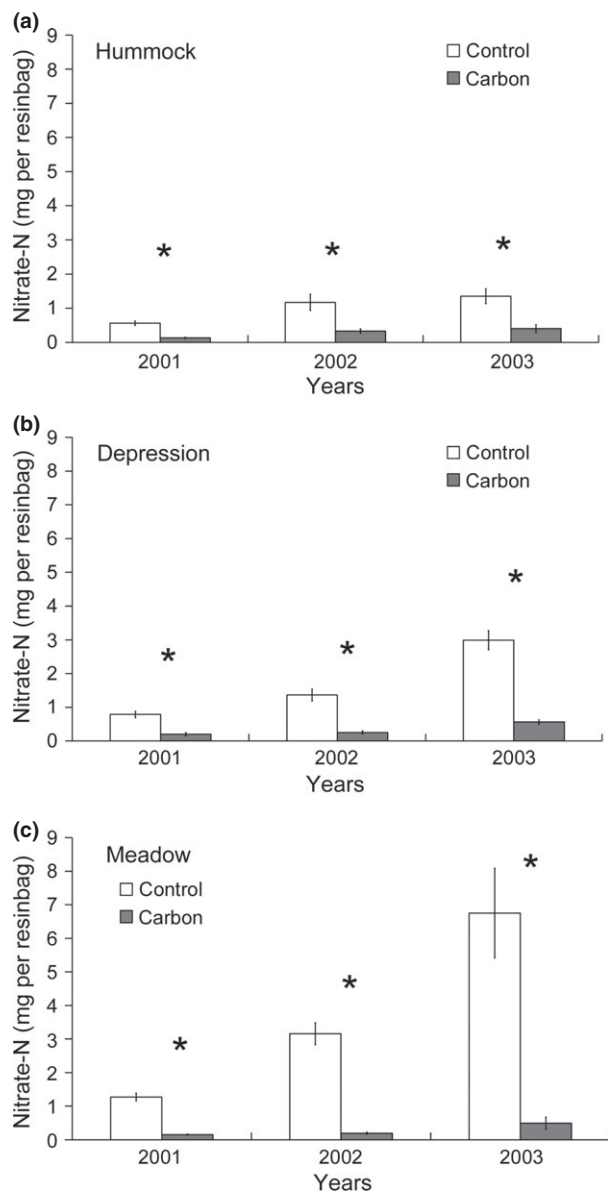 (a)
Hummock
Control
Carbon
Nitrate-N (mg per resinbag)
9
8
7
6
5
4
3
2
1
0
*
*
*
2001
2002
2003
Years
(b)
Depression
Control
Carbon
Nitrate-N (mg per resinbag)
9
8
7
6
5
4
3
2
1
0
*
*
*
2001
2002
2003
Years
(c)
Meadow
Control
Carbon
Nitrate-N (mg per resinbag)
9
8
7
6
5
4
3
2
1
0
*
*
*
2001
2002
2003
Years